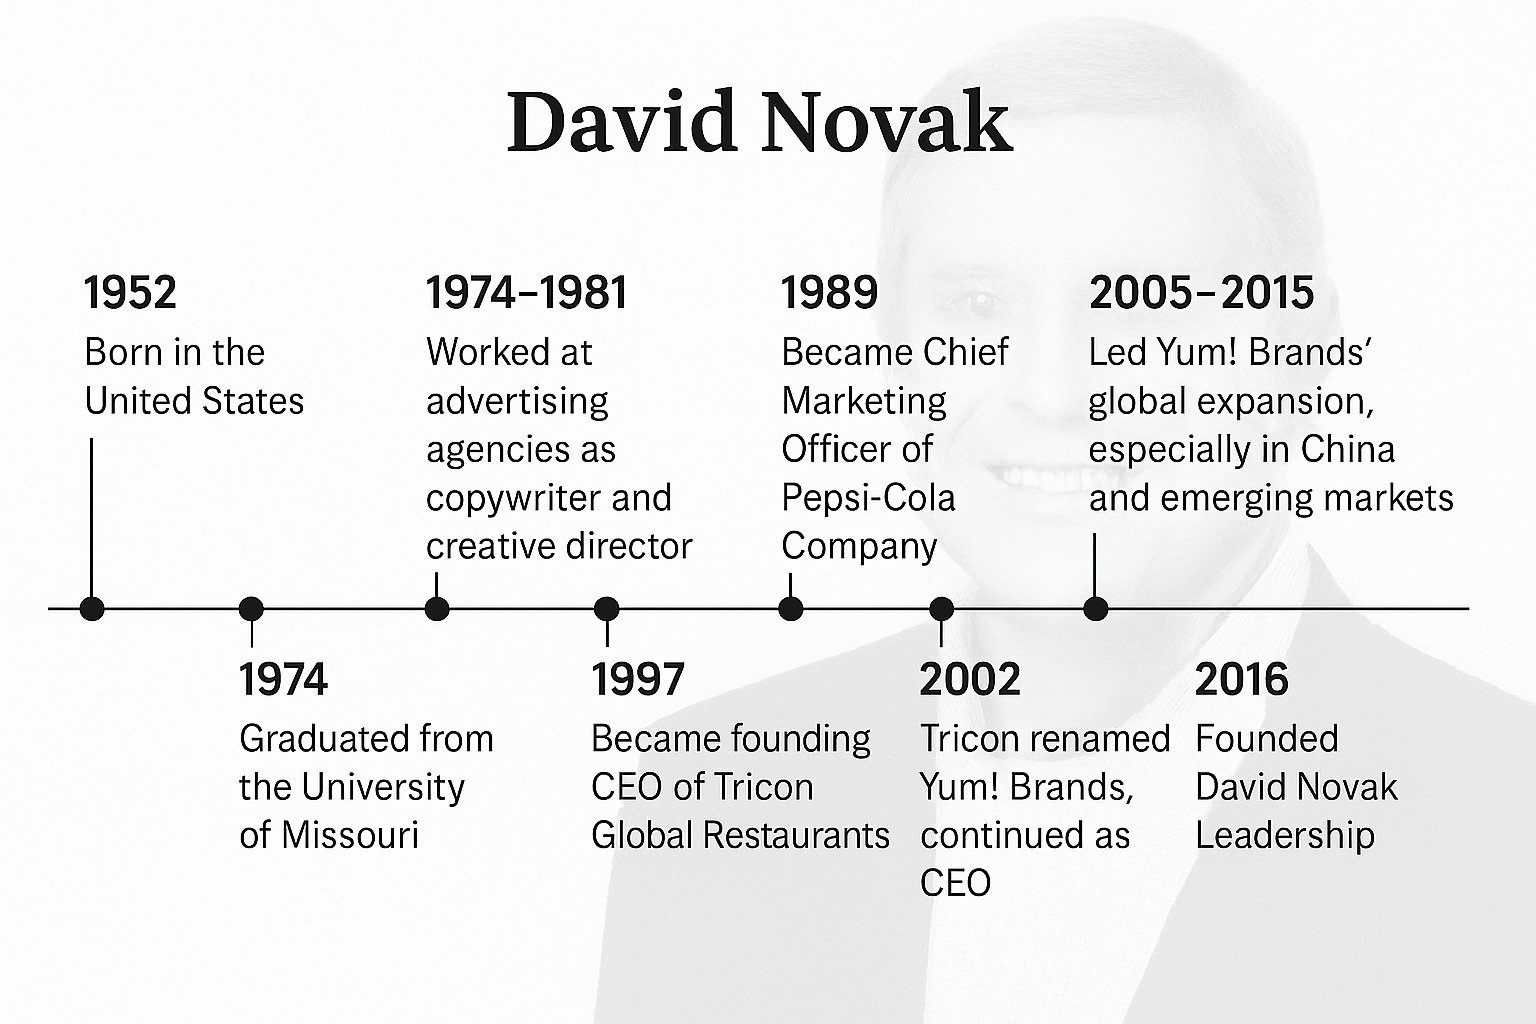 David Novak
1952
Born in the
United States
1974–1981
Worked at
advertising
agencies as
copywriter and
creative director
1989
Became Chief
Marketing
Officer of
Pepsi-Cola
Company
2005–2015
Led Yum! Brands’
global expansion,
especially in China
and emerging markets
1974
Graduated from
the University
of Missouri
1997
Became founding
CEO of Tricon
Global Restaurants
2002
Tricon renamed
Yum! Brands,
continued as
CEO
2016
Founded
David Novak
Leadership